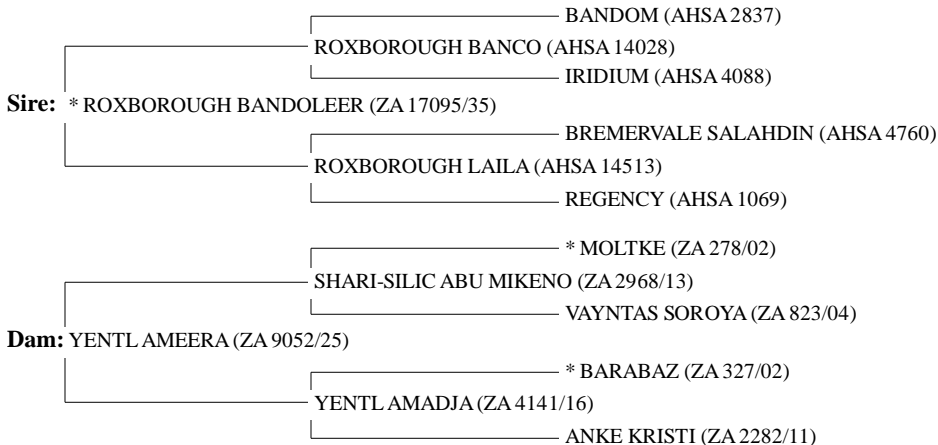 BANDOM (AHSA 2837)
ROXBOROUGH BANCO (AHSA 14028)
IRIDIUM (AHSA 4088)
Sire: * ROXBOROUGH BANDOLEER (ZA 17095/35)
BREMERVALE SALAHDIN (AHSA 4760)
ROXBOROUGH LAILA (AHSA 14513)
REGENCY (AHSA 1069)
* MOLTKE (ZA 278/02)
SHARI-SILIC ABU MIKENO (ZA 2968/13)
VAYNTAS SOROYA (ZA 823/04)
Dam: YENTL AMEERA (ZA 9052/25)
* BARABAZ (ZA 327/02)
YENTL AMADJA (ZA 4141/16)
ANKE KRISTI (ZA 2282/11)